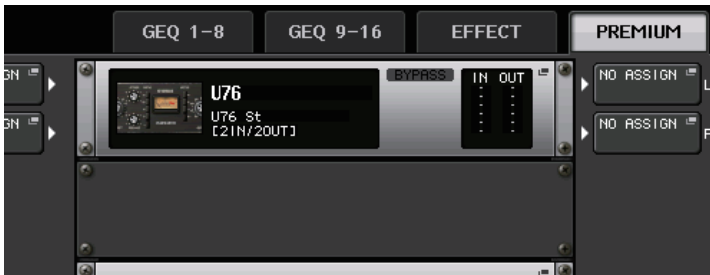 GEQ 1-8 GEQ 9-16 EFFECT PREMIUM
GN NO ASSIGN L
U76 BYPASS IN OUT
U76 St
[2IN/2OUT]
GN NO ASSIGN